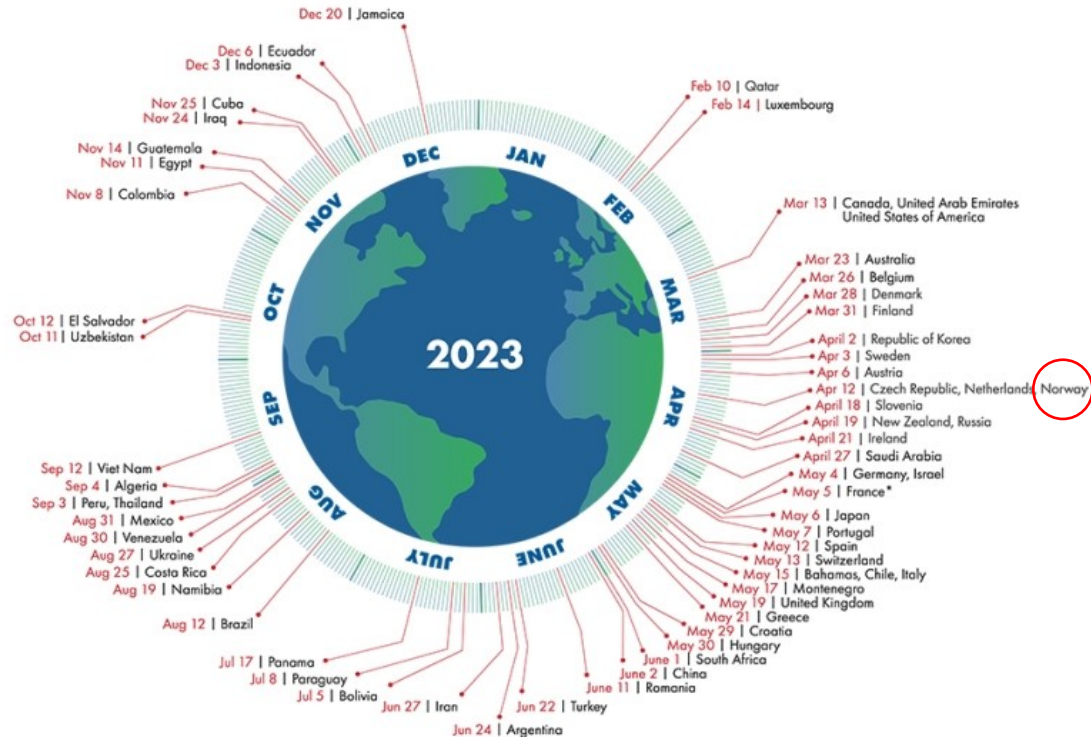 Dec 20 | Jamaica
Dec 6 | Ecuador
Dec 3 | Indonesia
Nov 25 | Cuba
Nov 24 | Iraq
Nov 14 | Guatemala
Nov 11 | Egypt
Nov 8 | Colombia
Oct 12 | El Salvador
Oct 11 | Uzbekistan
Sep 12 | Viet Nam
Sep 4 | Algeria
Sep 3 | Peru, Thailand
Aug 31 | Mexico
Aug 30 | Venezuela
Aug 27 | Ukraine
Aug 25 | Costa Rica
Aug 19 | Namibia
Aug 12 | Brazil
Jul 17 | Panama
Jul 8 | Paraguay
Jul 5 | Bolivia
Jun 27 | Iran
Jun 24 | Argentina
Jun 22 | Turkey
DEC
JAN
FEB
MAR
APR
MAY
JUNE
JULY
AUG
SEP
OCT
NOV
2023
Feb 10 | Qatar
Feb 14 | Luxembourg
Mar 13 | Canada, United Arab Emirates
United States of America
Mar 23 | Australia
Mar 26 | Belgium
Mar 28 | Denmark
Mar 31 | Finland
April 2 | Republic of Korea
Apr 3 | Sweden
Apr 6 | Austria
Apr 12 | Czech Republic, Netherlands, Norway
April 18 | Slovenia
April 19 | New Zealand, Russia
April 21 | Ireland
April 27 | Saudi Arabia
May 4 | Germany, Israel
May 5 | France*
May 6 | Japan
May 7 | Portugal
May 12 | Spain
May 13 | Switzerland
May 15 | Bahamas, Chile, Italy
May 17 | Montenegro
May 19 | United Kingdom
May 21 | Greece
May 29 | Croatia
May 30 | Hungary
June 1 | South Africa
June 2 | China
June 11 | Romania